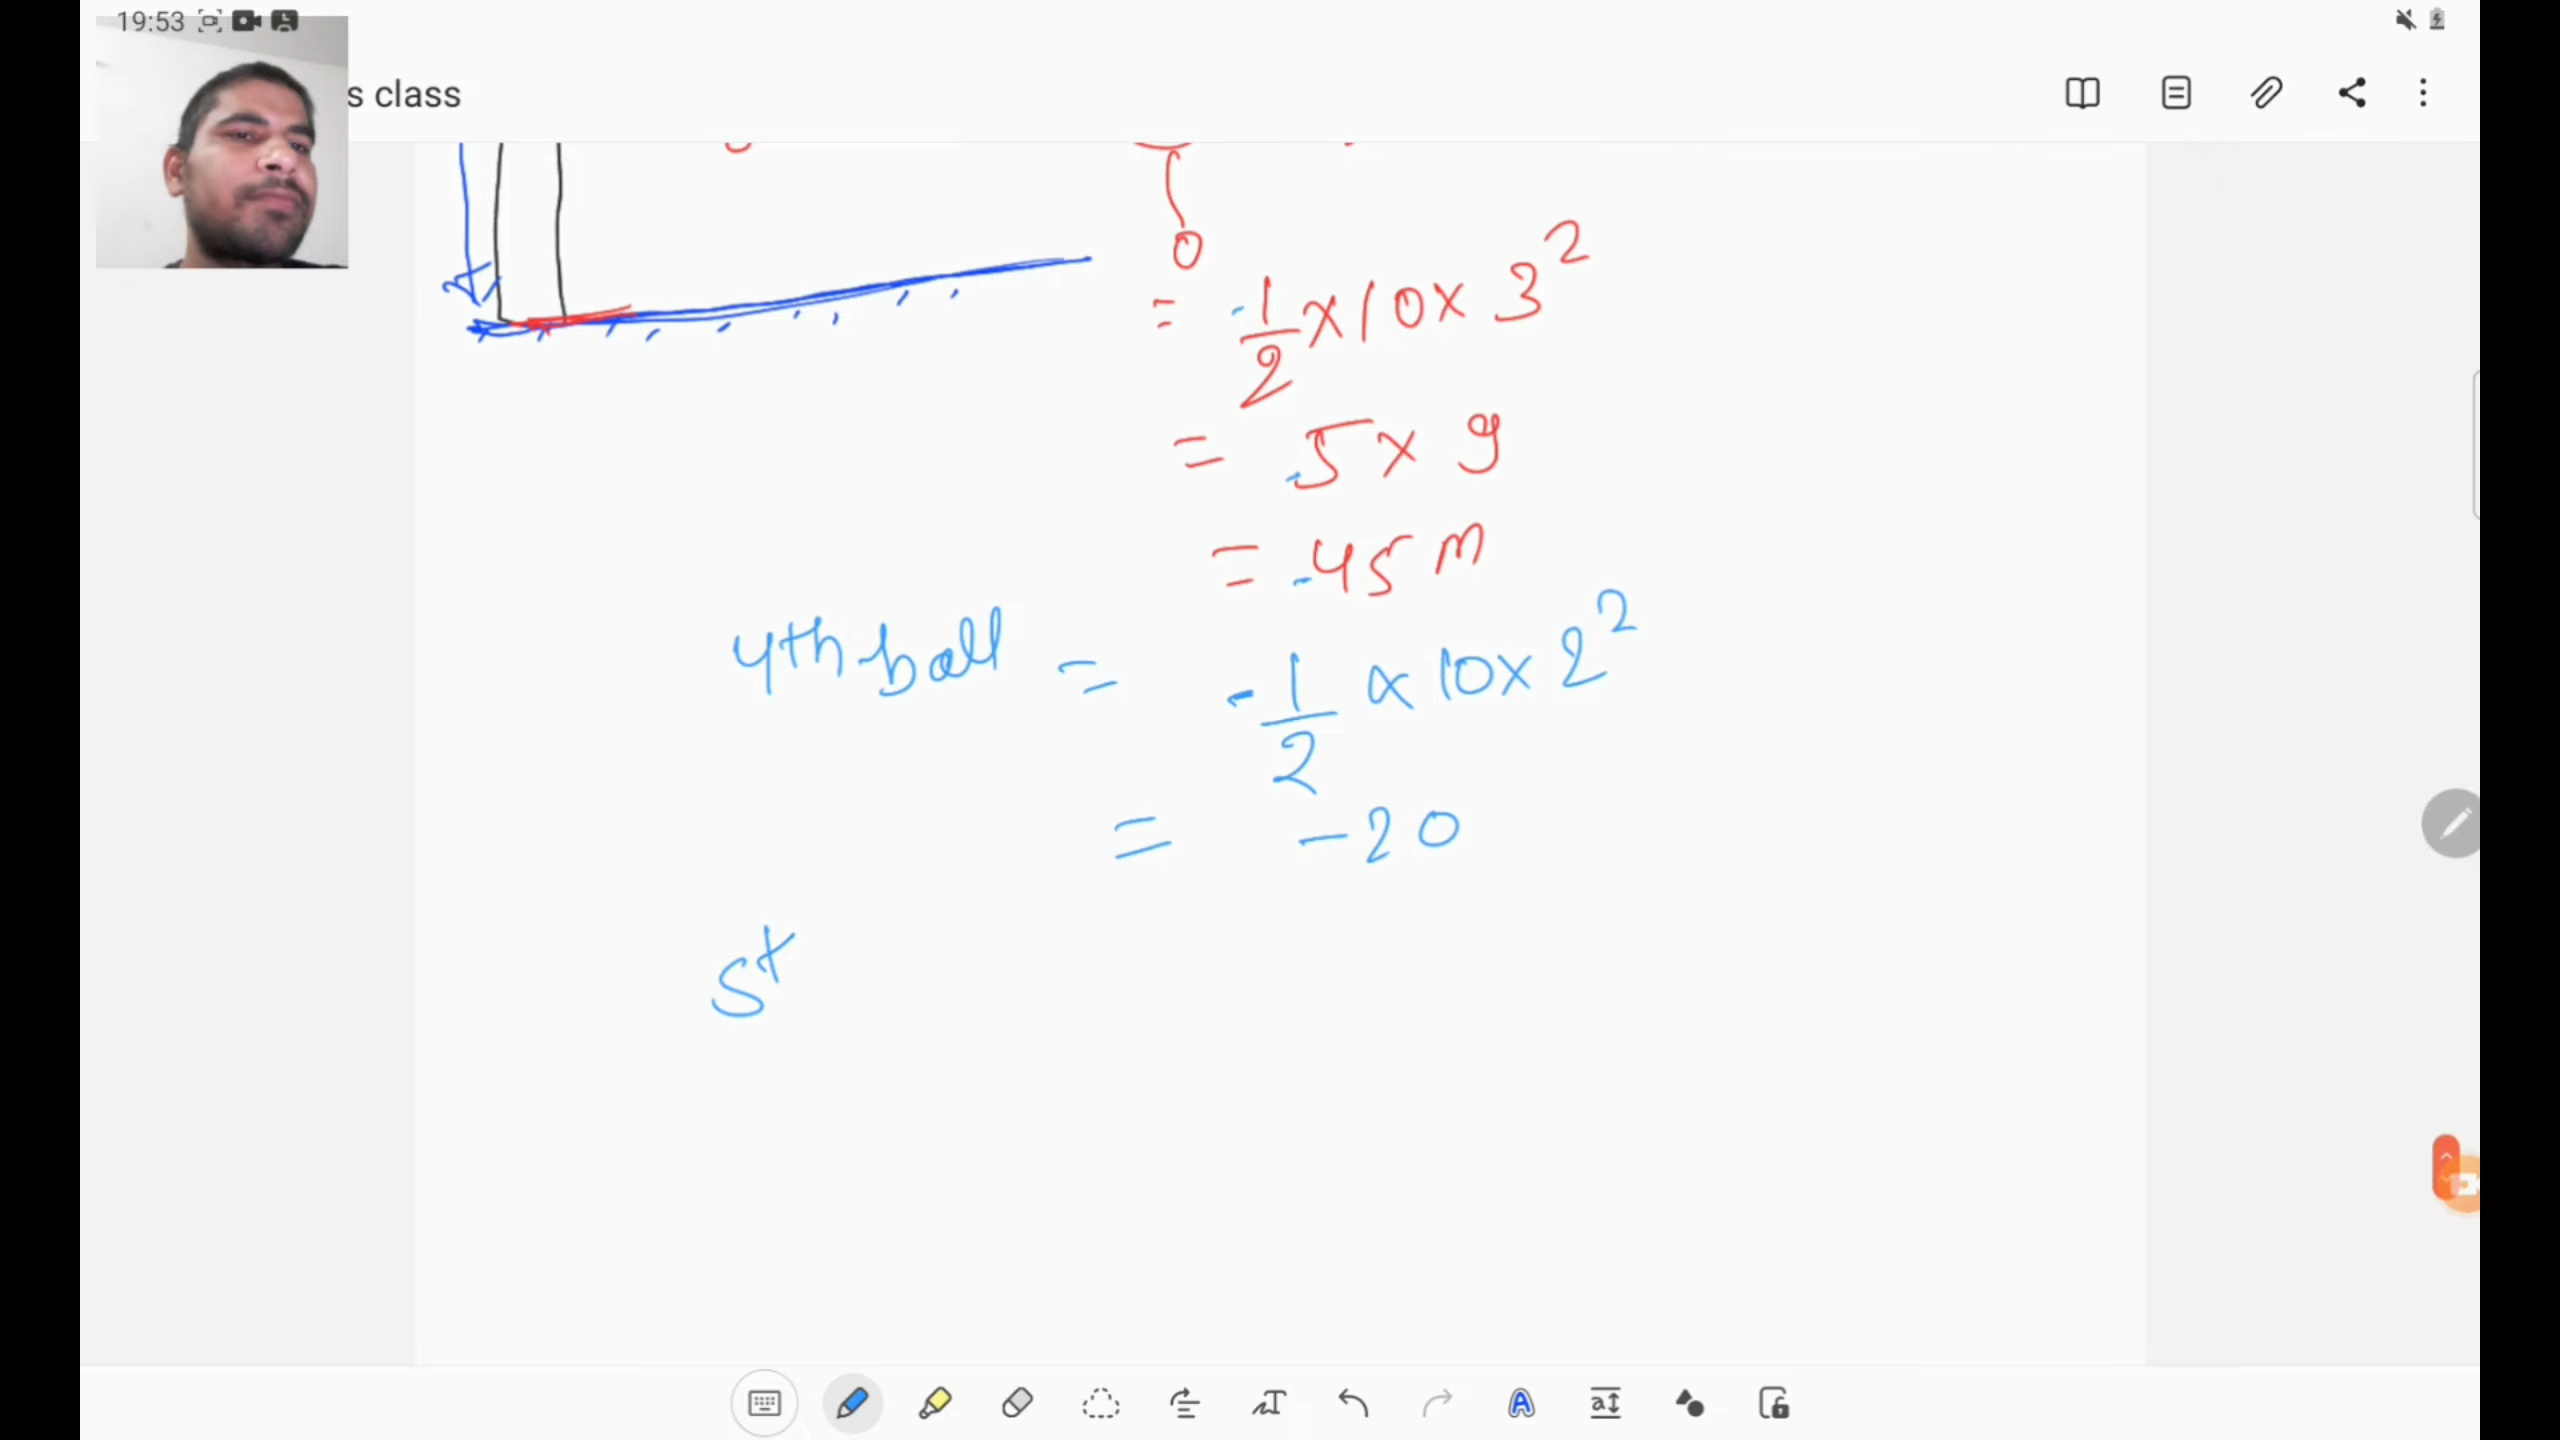 19:53
s class
0
= -1/2 x 10 x 3²
= -5 x 9
= -45 m
4th ball = -1/2 x 10 x 2²
= -20
st